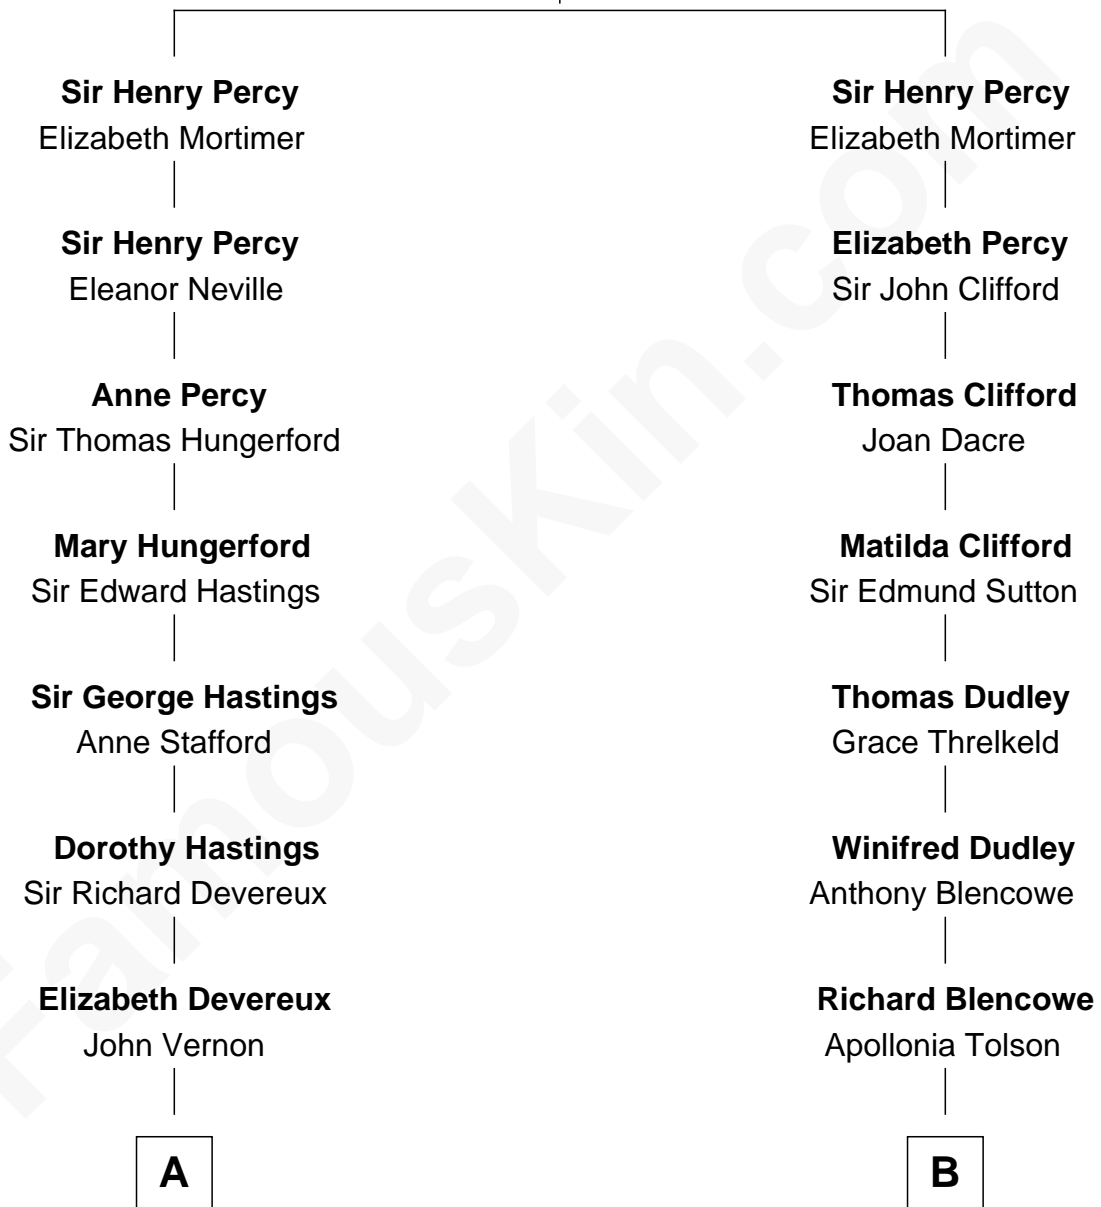 Sir Henry Percy
Elizabeth Mortimer
Sir Henry Percy
Eleanor Neville
Anne Percy
Sir Thomas Hungerford
Mary Hungerford
Sir Edward Hastings
Sir George Hastings
Anne Stafford
Dorothy Hastings
Sir Richard Devereux
Elizabeth Devereux
John Vernon
A
Sir Henry Percy
Elizabeth Mortimer
Elizabeth Percy
Sir John Clifford
Thomas Clifford
Joan Dacre
Matilda Clifford
Sir Edmund Sutton
Thomas Dudley
Grace Threlkeld
Winifred Dudley
Anthony Blencowe
Richard Blencowe
Apollonia Tolson
B
FamousKin.com